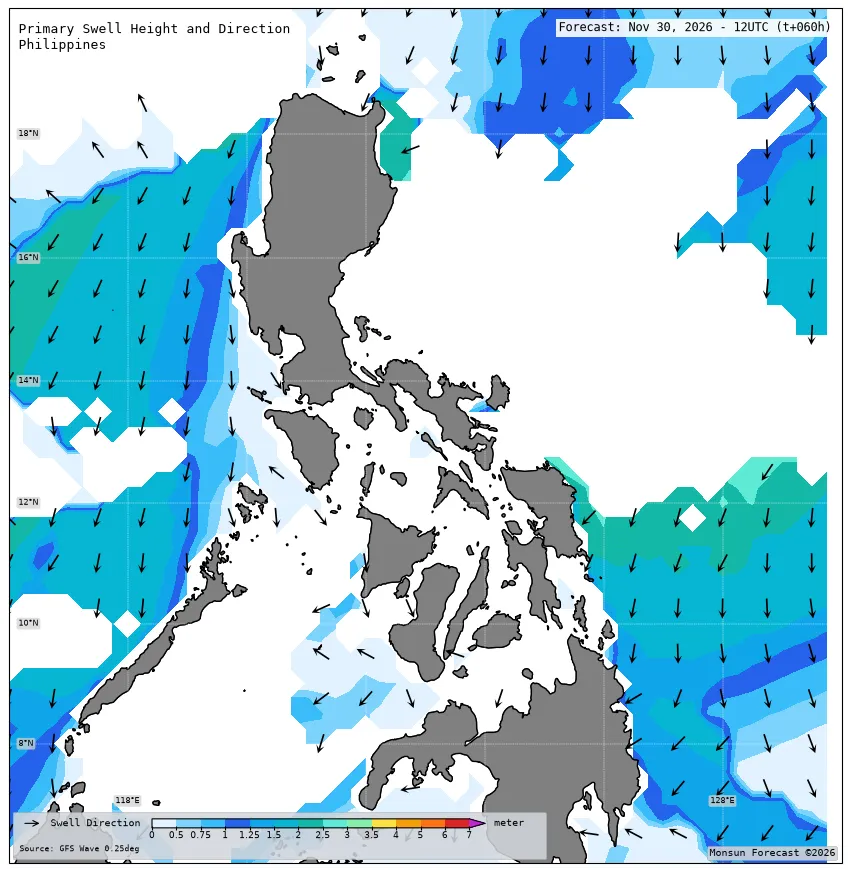 Primary Swell Height and Direction
Philippines
Forecast: Nov 30, 2026 - 12UTC (t+060h)
18°N
16°N
14°N
12°N
10°N
8°N
118°E
128°E
Swell Direction
0 0.5 0.75 1 1.25 1.5 2 2.5 3 3.5 4 5 6 7
meter
Source: GFS Wave 0.25deg
Monsun Forecast ©2026